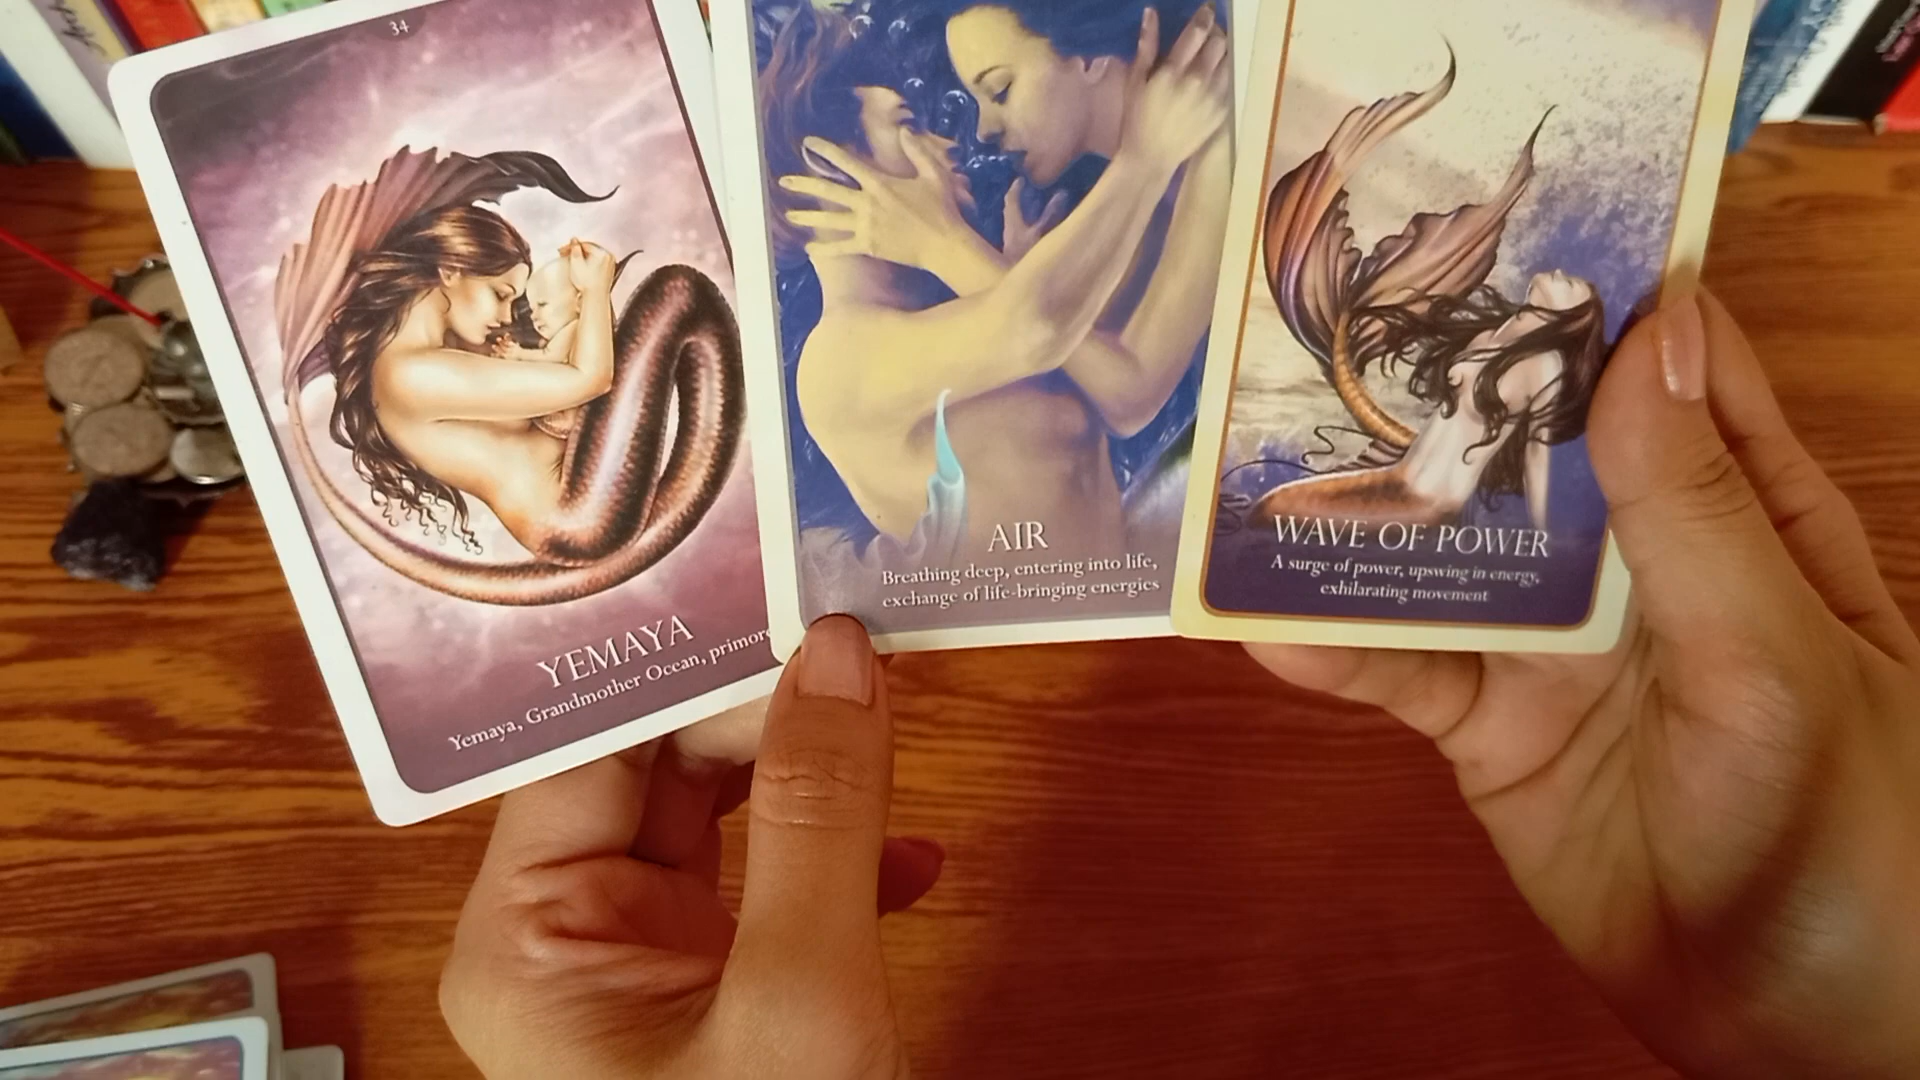 34
YEMAYA
Yemaya, Grandmother Ocean,
AIR
Breathing deep, entering into life,
exchange of life-bringing energies
WAVE OF POWER
A surge of power, upswing in energy,
exhilarating movement